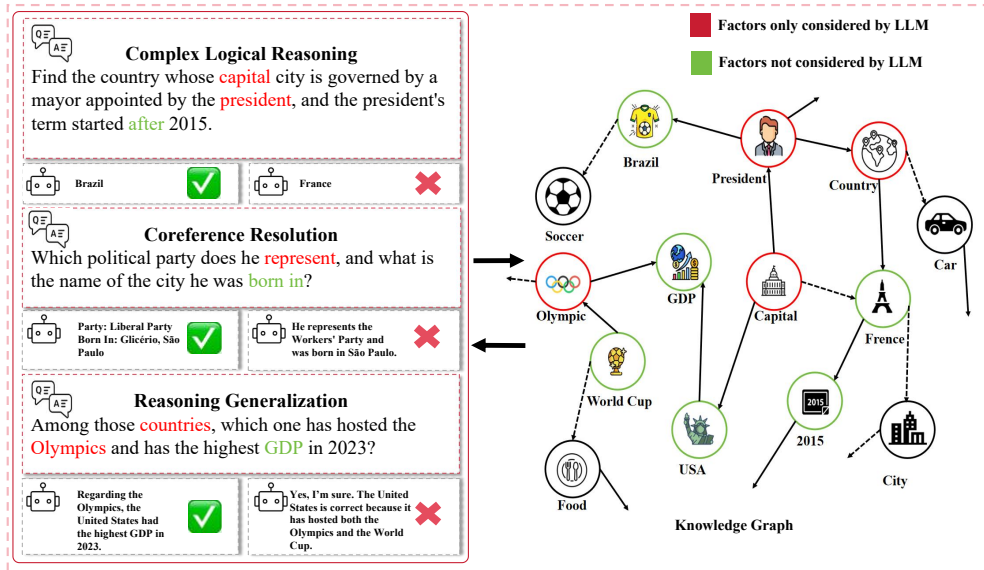 Complex Logical Reasoning
Find the country whose capital city is governed by a
mayor appointed by the president, and the president's
term started after 2015.
Brazil
France
Coreference Resolution
Which political party does he represent, and what is
the name of the city he was born in?
Party: Liberal Party
Born In: Glicério, São
Paulo
He represents the
Workers' Party and
was born in São Paulo.
Reasoning Generalization
Among those countries, which one has hosted the
Olympics and has the highest GDP in 2023?
Regarding the
Olympics, the
United States had
the highest GDP in
2023.
Yes, I'm sure. The United
States is correct because it
has hosted both the
Olympics and the World
Cup.
Factors only considered by LLM
Factors not considered by LLM
Brazil
President
Country
Soccer
Car
Olympic
GDP
Capital
Frence
World Cup
USA
2015
2015
City
Food
Knowledge Graph